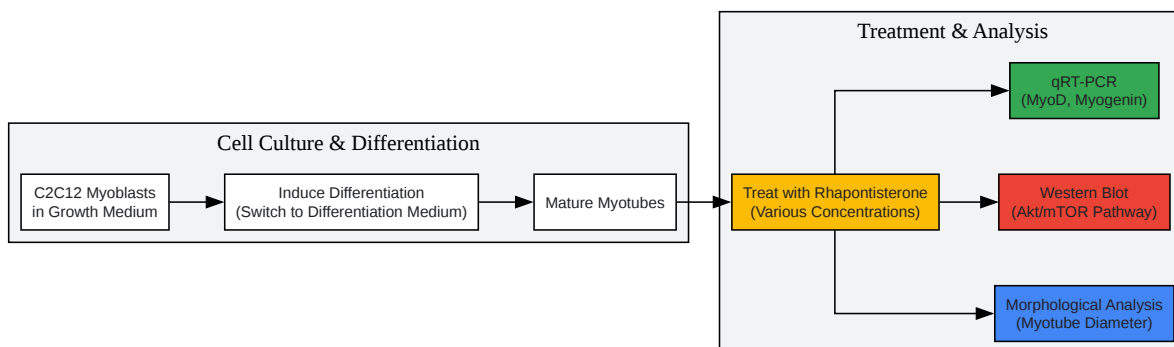 Cell Culture & Differentiation
C2C12 Myoblasts
in Growth Medium
Induce Differentiation
(Switch to Differentiation Medium)
Mature Myotubes
Treatment & Analysis
Treat with Rhapontisterone
(Various Concentrations)
qRT-PCR
(MyoD, Myogenin)
Western Blot
(Akt/mTOR Pathway)
Morphological Analysis
(Myotube Diameter)